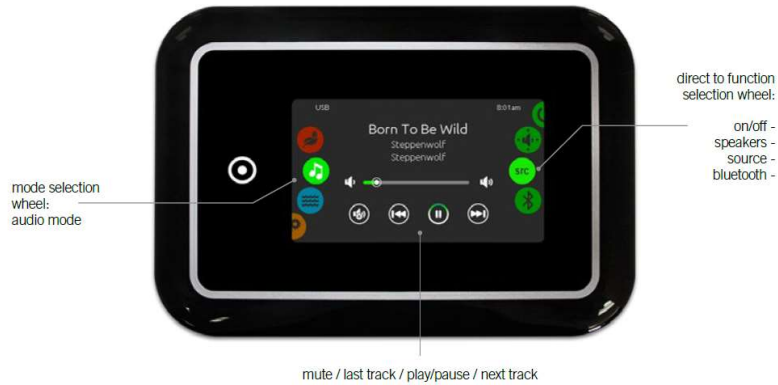 direct to function
selection wheel:
on/off -
speakers -
source -
bluetooth -
USB
8:01am
Born To Be Wild
Steppenwolf
Steppenwolf
src
mode selection
wheel:
audio mode
mute / last track / play/pause / next track